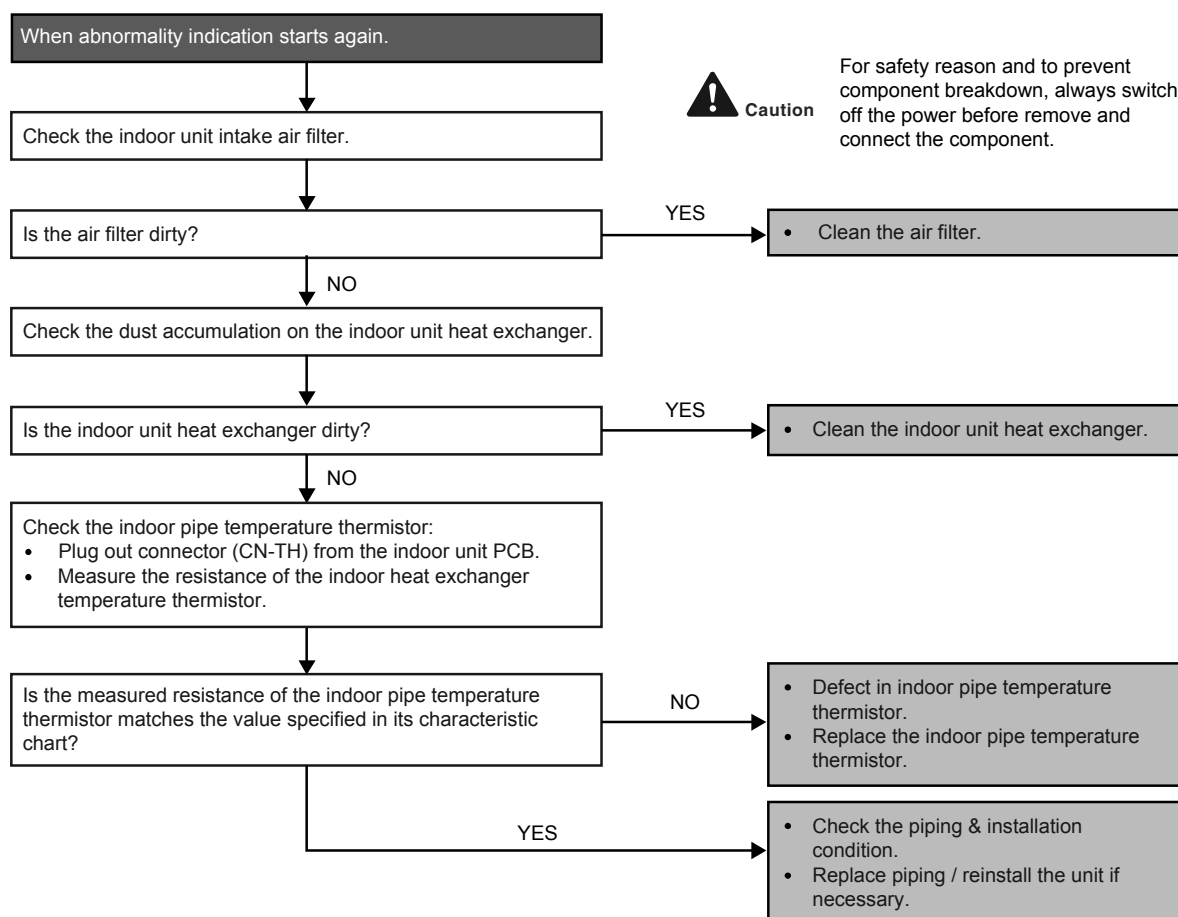 When abnormality indication starts again.
For safety reason and to prevent
component breakdown, always switch
off the power before remove and
connect the component.
Caution
Check the indoor unit intake air filter.
Is the air filter dirty?
YES
• Clean the air filter.
NO
Check the dust accumulation on the indoor unit heat exchanger.
Is the indoor unit heat exchanger dirty?
YES
• Clean the indoor unit heat exchanger.
NO
Check the indoor pipe temperature thermistor:
• Plug out connector (CN-TH) from the indoor unit PCB.
• Measure the resistance of the indoor heat exchanger
temperature thermistor.
Is the measured resistance of the indoor pipe temperature
thermistor matches the value specified in its characteristic
chart?
NO
• Defect in indoor pipe temperature
thermistor.
• Replace the indoor pipe temperature
thermistor.
YES
• Check the piping & installation
condition.
• Replace piping / reinstall the unit if
necessary.